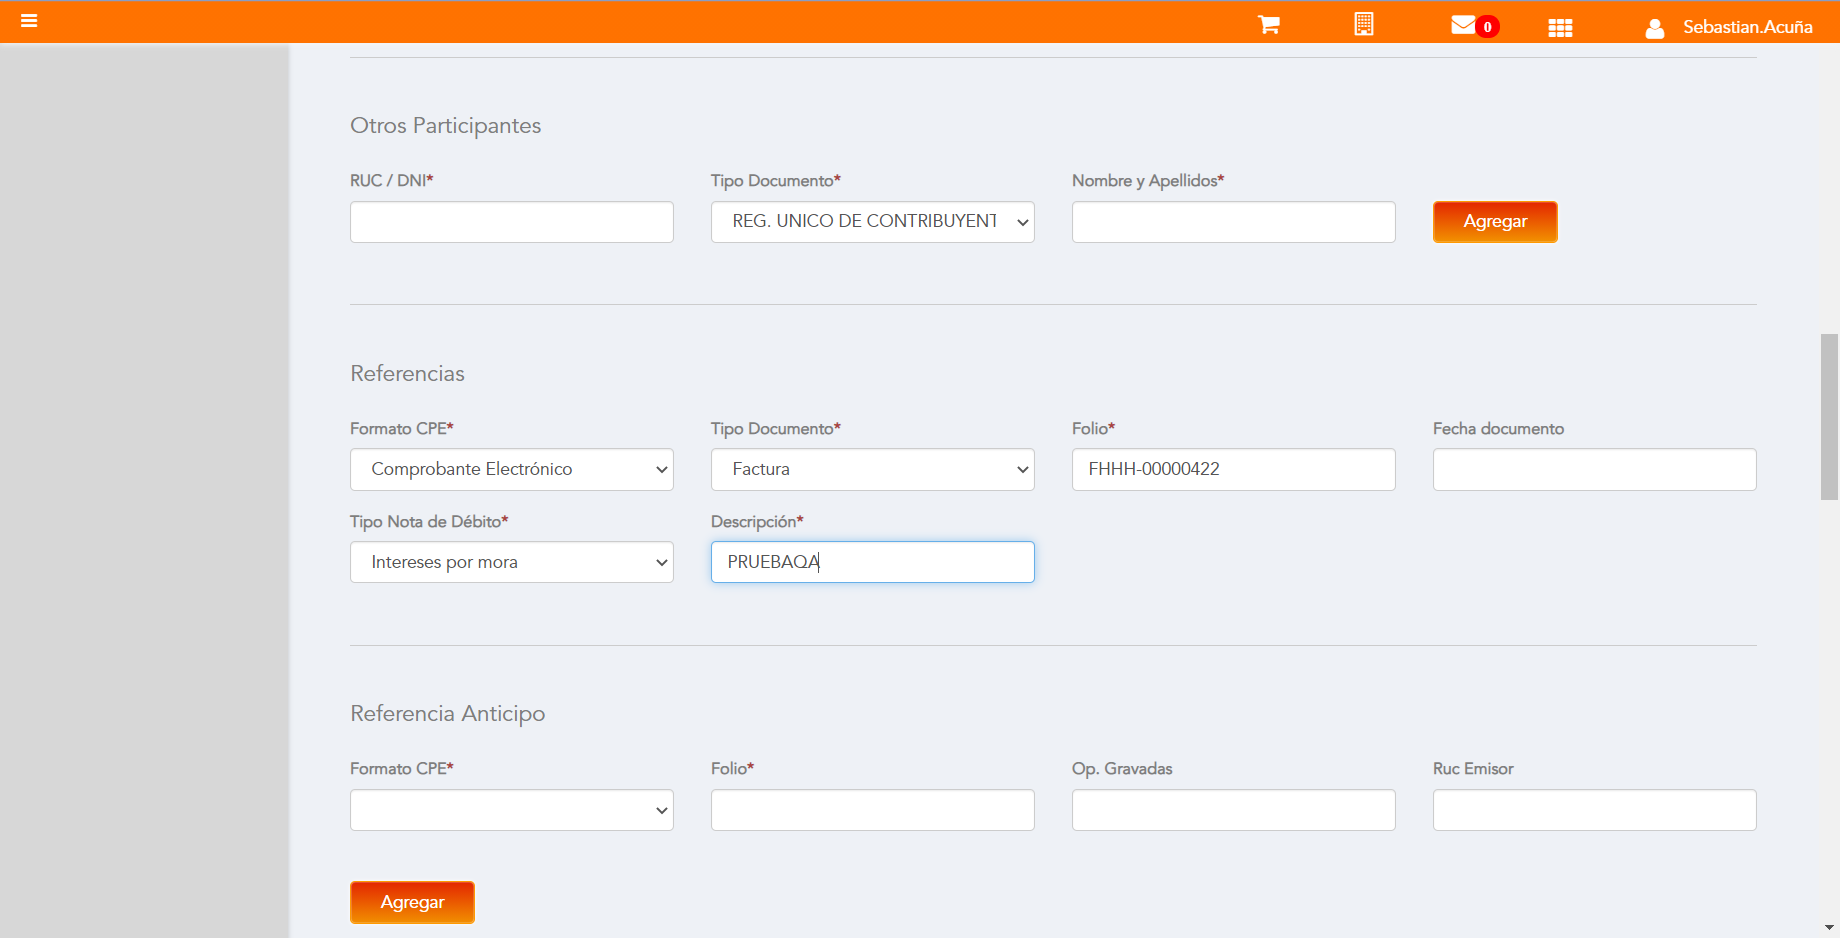 0
Sebastian.Acuña
Otros Participantes
RUC / DNI*
Tipo Documento*
Nombre y Apellidos*
REG. UNICO DE CONTRIBUYENT
Agregar
Referencias
Formato CPE*
Tipo Documento*
Folio*
Fecha documento
Comprobante Electrónico
Factura
FHHH-00000422
Tipo Nota de Débito*
Descripción*
Intereses por mora
PRUEBAQA
Referencia Anticipo
Formato CPE*
Folio*
Op. Gravadas
Ruc Emisor
Agregar